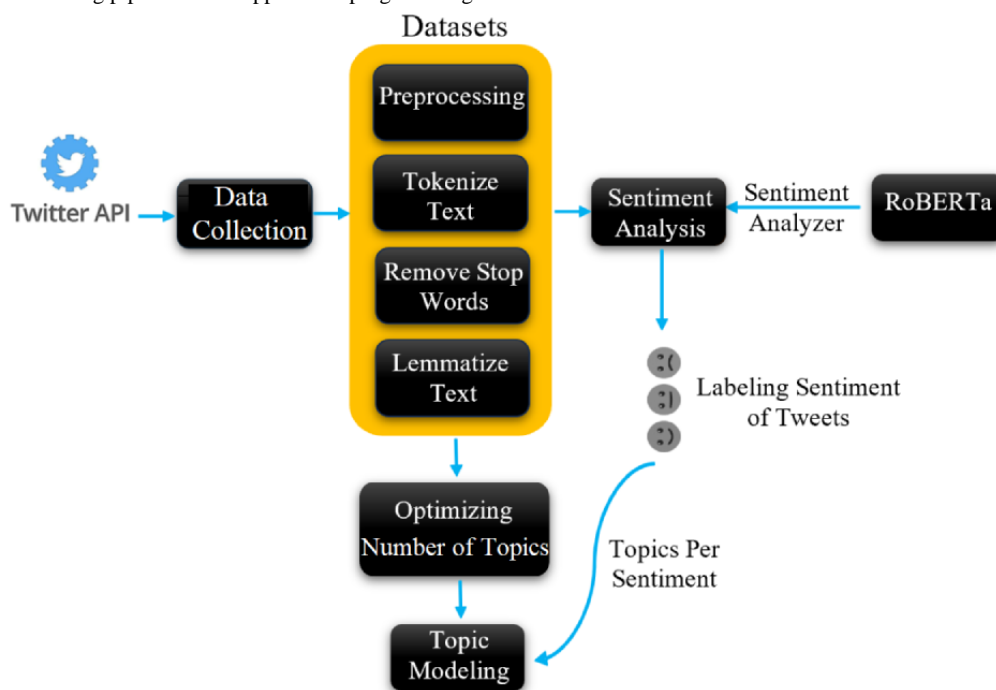 Datasets
Preprocessing
Tokenize
Text
Remove Stop
Words
Lemmatize
Text
Twitter API
Data
Collection
Sentiment
Analysis
Sentiment
Analyzer
RoBERTa
:(
:|
:)
Labeling Sentiment
of Tweets
Optimizing
Number of Topics
Topics Per
Sentiment
Topic
Modeling